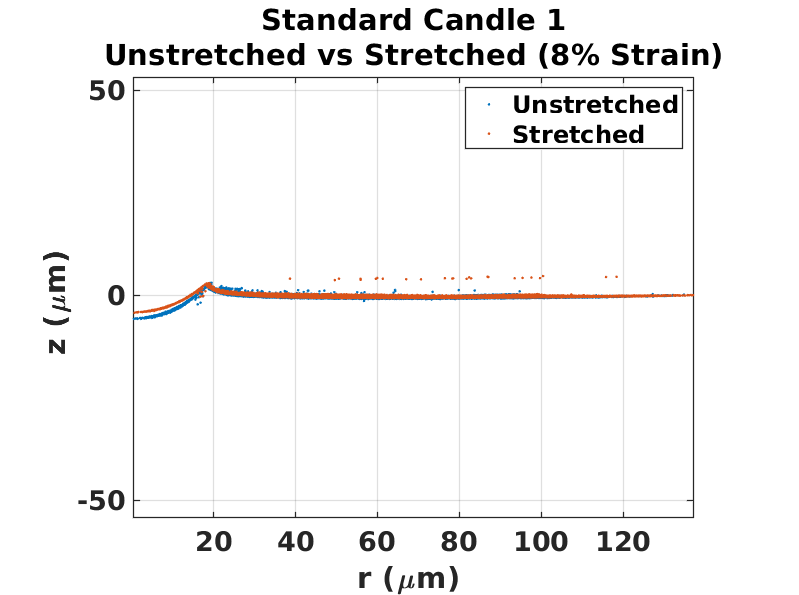 Standard Candle 1
Unstretched vs Stretched (8% Strain)
50
Unstretched
Stretched
z (μm)
0
-50
20 40 60 80 100 120
r (μm)